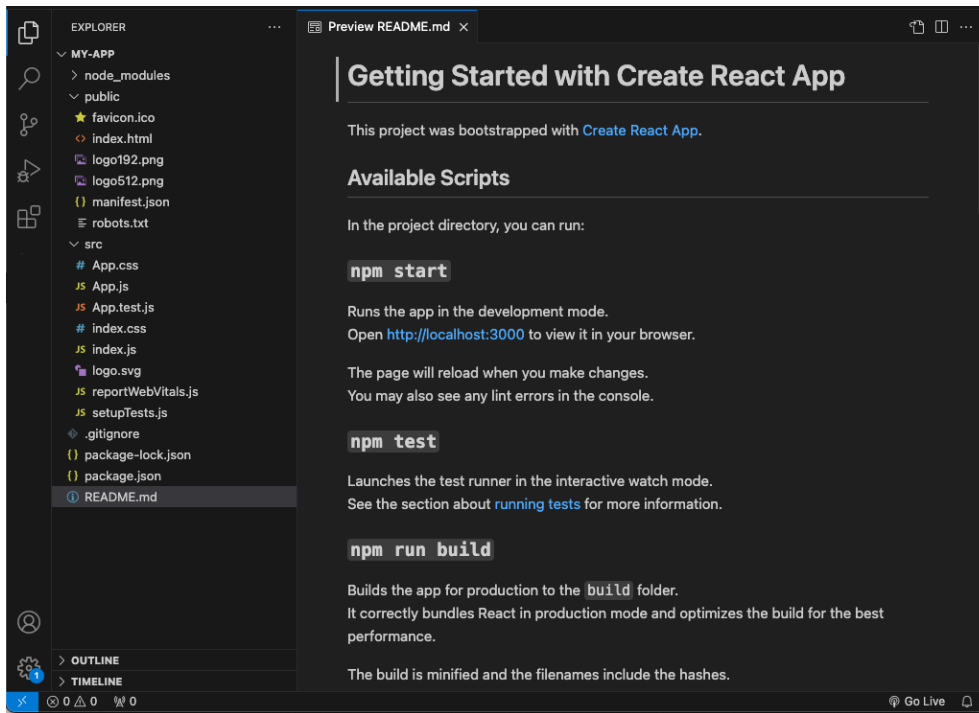 EXPLORER
···
MY-APP
node_modules
public
favicon.ico
<> index.html
logo192.png
logo512.png
{} manifest.json
robots.txt
src
# App.css
JS App.js
JS App.test.js
# index.css
JS index.js
logo.svg
JS reportWebVitals.js
JS setupTests.js
.gitignore
{} package-lock.json
{} package.json
README.md
OUTLINE
TIMELINE
Preview README.md
···
Getting Started with Create React App
This project was bootstrapped with Create React App.
Available Scripts
In the project directory, you can run:
npm start
Runs the app in the development mode.
Open http://localhost:3000 to view it in your browser.
The page will reload when you make changes.
You may also see any lint errors in the console.
npm test
Launches the test runner in the interactive watch mode.
See the section about running tests for more information.
npm run build
Builds the app for production to the build folder.
It correctly bundles React in production mode and optimizes the build for the best
performance.
The build is minified and the filenames include the hashes.
1
0 0 0
Go Live